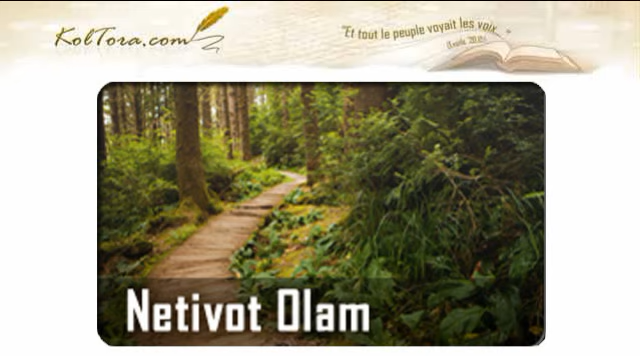 KolTora.com
"Et tout le peuple voyait les voix..."
Netivot Olam